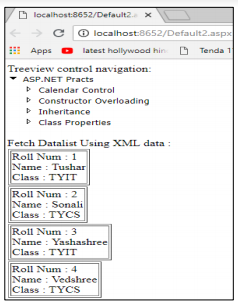 localhost:8652/Default2.aspx
localhost:8652/Default2.aspx
Apps latest hollywood hin Tenda 1
Treeview control navigation:
ASP.NET Practs
Calendar Control
Constructor Overloading
Inheritance
Class Properties
Fetch Datalist Using XML data :
Roll Num : 1
Name : Tushar
Class : TYIT
Roll Num : 2
Name : Sonali
Class : TYCS
Roll Num : 3
Name : Yashashree
Class : TYIT
Roll Num : 4
Name : Vedshree
Class : TYCS